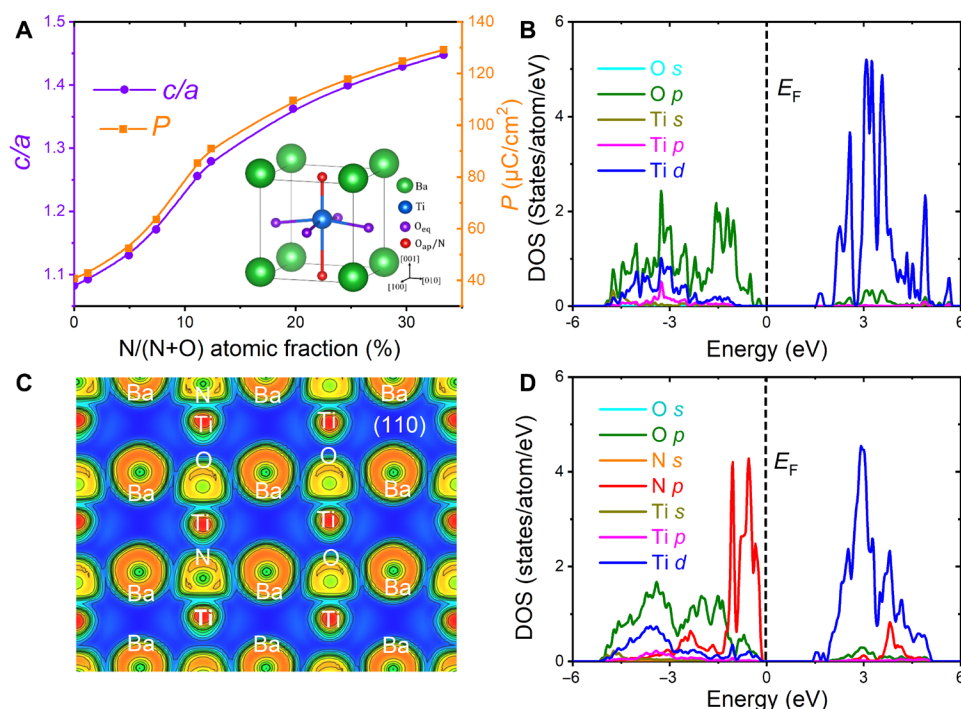 A
1.5
1.4
1.3
1.2
1.1
c/a
c/a
P
140
120
100
80
60
40
P (μC/cm²)
Ba
Ti
O_eq
O_ap/N
[001]
[100]
[010]
0
10
20
30
N/(N+O) atomic fraction (%)
B
6
4
2
0
DOS (States/atom/eV)
O s
O p
Ti s
Ti p
Ti d
E_F
-6
-3
0
3
6
Energy (eV)
C
Ba N Ba Ba
Ti Ti (110)
O O
Ba Ba Ba
Ti Ti
N O
Ba Ba Ba
Ti Ti
Ba Ba Ba
D
6
4
2
0
DOS (states/atom/eV)
O s
O p
N s
N p
Ti s
Ti p
Ti d
E_F
−6
−3
0
3
6
Energy (eV)